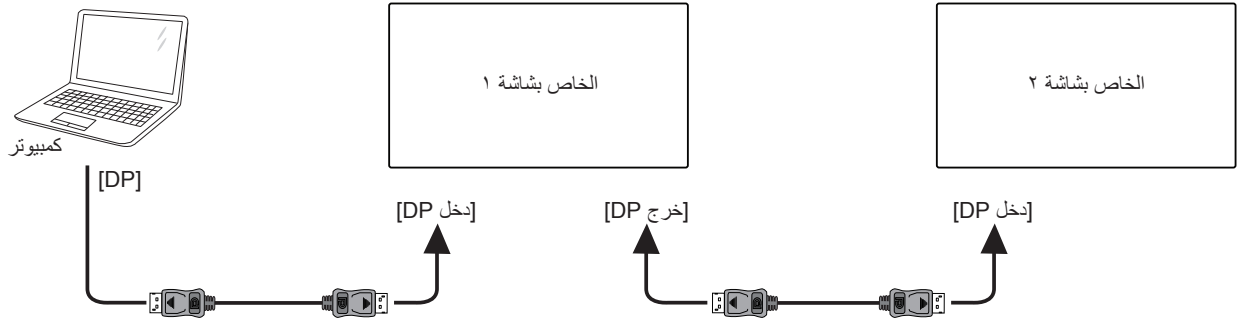 الخاص بشاشة ١
الخاص بشاشة ٢
كمبيوتر
[DP]
[دخل DP]
[خرج DP]
[دخل DP]